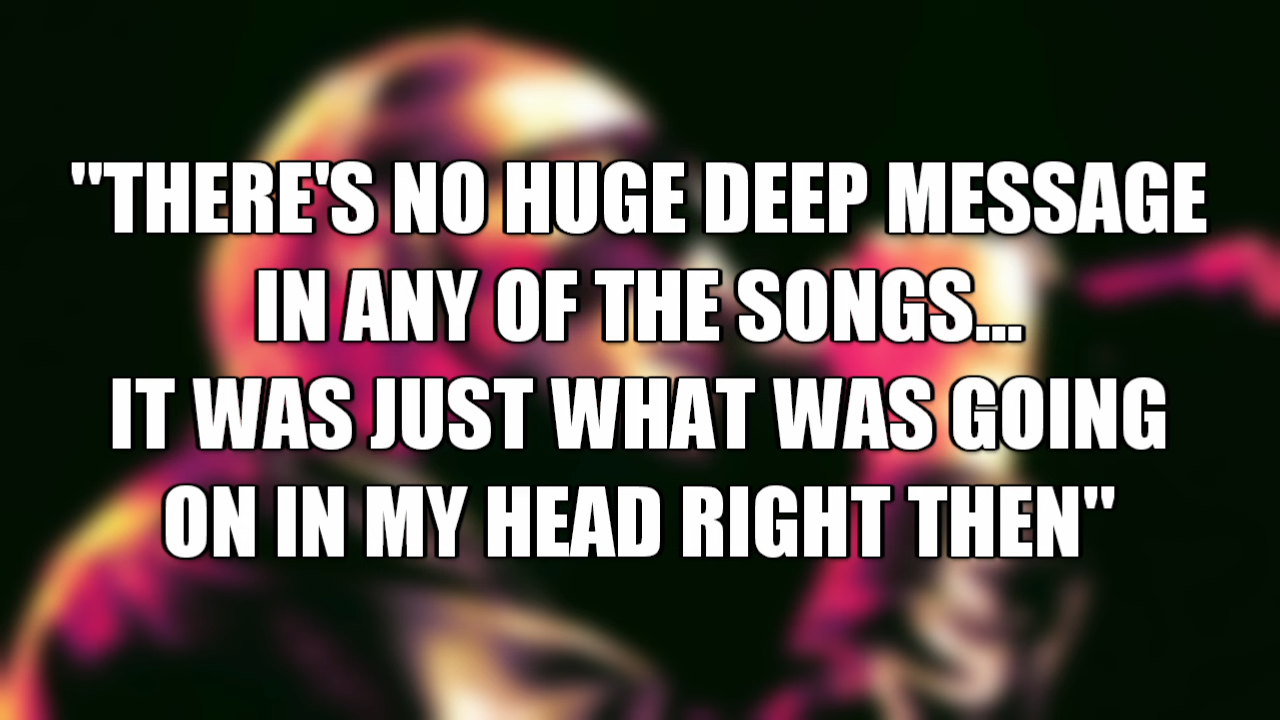 "THERE'S NO HUGE DEEP MESSAGE
IN ANY OF THE SONGS...
IT WAS JUST WHAT WAS GOING
ON IN MY HEAD RIGHT THEN"